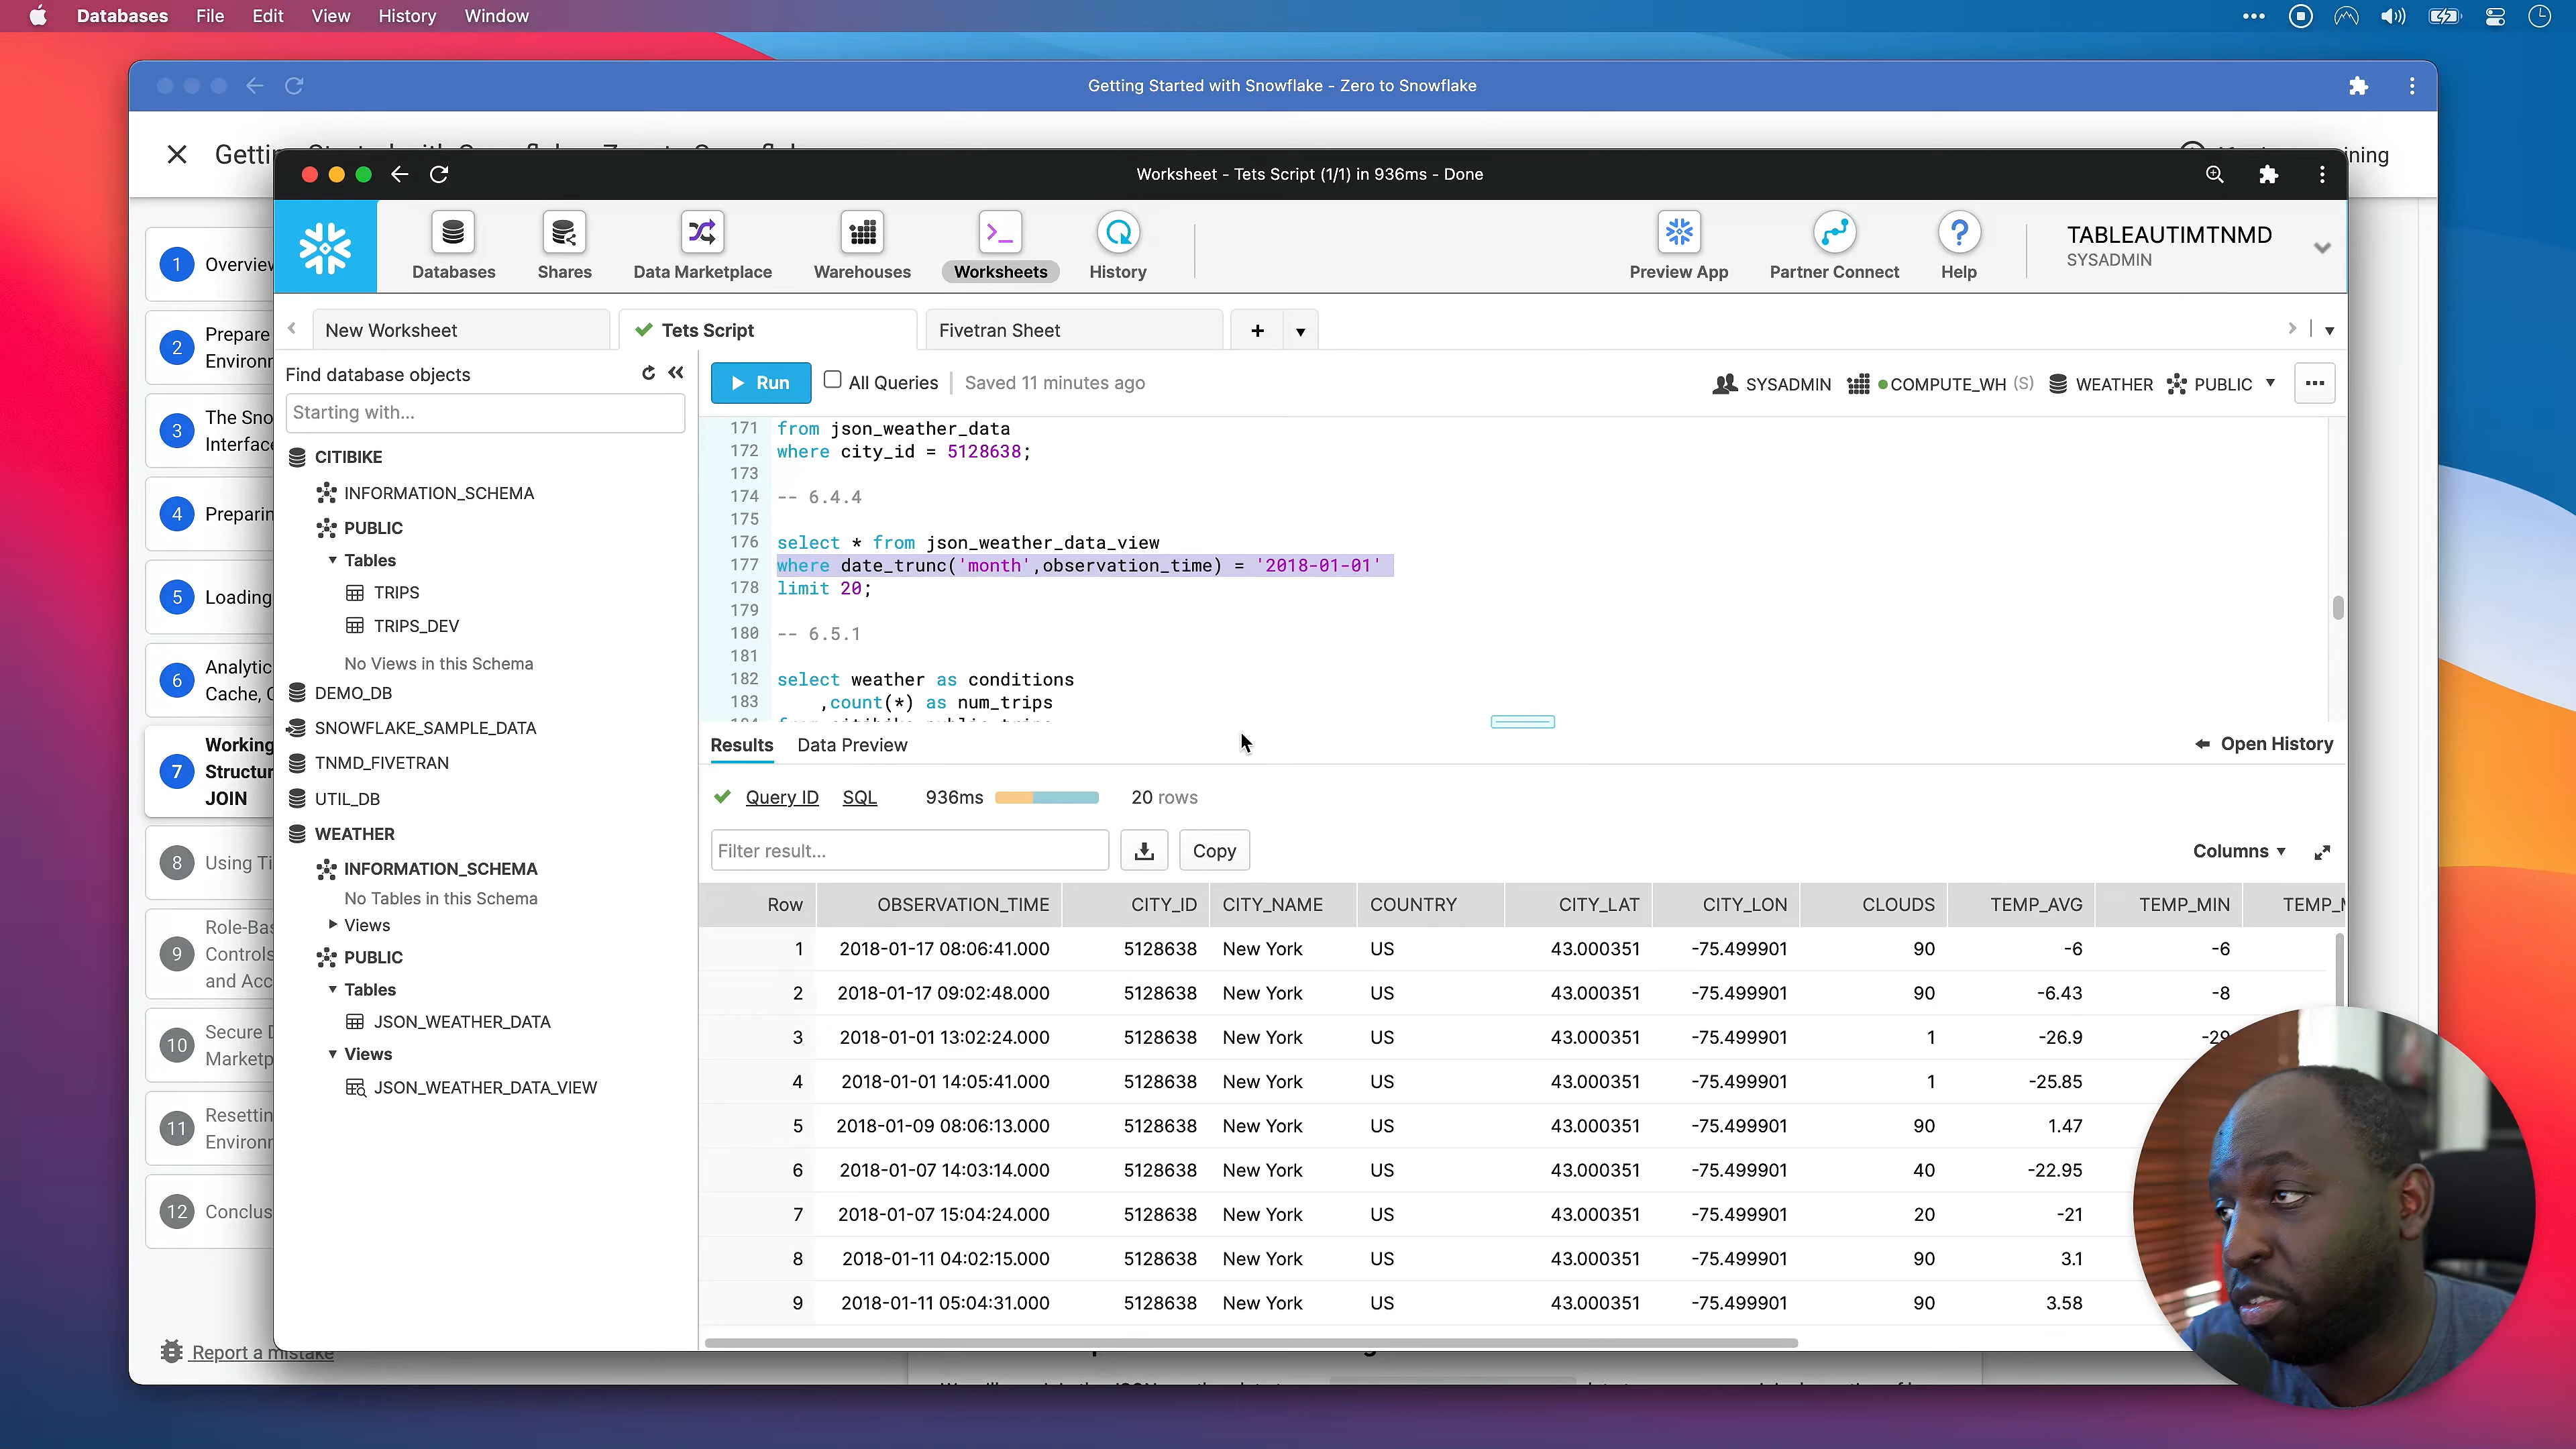 Databases File Edit View History Window
Getting Started with Snowflake - Zero to Snowflake
Worksheet - Tets Script (1/1) in 936ms - Done
Databases Shares Data Marketplace Warehouses Worksheets History Preview App Partner Connect Help
TABLEAUTIMTNMD
SYSADMIN
New Worksheet Tets Script Fivetran Sheet
Find database objects
Starting with...
CITIBIKE
INFORMATION_SCHEMA
PUBLIC
Tables
TRIPS
TRIPS_DEV
No Views in this Schema
DEMO_DB
SNOWFLAKE_SAMPLE_DATA
TNMD_FIVETRAN
UTIL_DB
WEATHER
INFORMATION_SCHEMA
No Tables in this Schema
Views
PUBLIC
Tables
JSON_WEATHER_DATA
Views
JSON_WEATHER_DATA_VIEW
Run All Queries Saved 11 minutes ago SYSADMIN COMPUTE_WH (S) WEATHER PUBLIC
171 from json_weather_data
172 where city_id = 5128638;
173
174 -- 6.4.4
175
176 select * from json_weather_data_view
177 where date_trunc('month',observation_time) = '2018-01-01'
178 limit 20;
179
180 -- 6.5.1
181
182 select weather as conditions
183 ,count(*) as num_trips
Results Data Preview Open History
Query ID SQL 936ms 20 rows
Filter result... Copy Columns
Row OBSERVATION_TIME CITY_ID CITY_NAME COUNTRY CITY_LAT CITY_LON CLOUDS TEMP_AVG TEMP_MIN
1 2018-01-17 08:06:41.000 5128638 New York US 43.000351 -75.499901 90 -6 -6
2 2018-01-17 09:02:48.000 5128638 New York US 43.000351 -75.499901 90 -6.43 -8
3 2018-01-01 13:02:24.000 5128638 New York US 43.000351 -75.499901 1 -26.9
4 2018-01-01 14:05:41.000 5128638 New York US 43.000351 -75.499901 1 -25.85
5 2018-01-09 08:06:13.000 5128638 New York US 43.000351 -75.499901 90 1.47
6 2018-01-07 14:03:14.000 5128638 New York US 43.000351 -75.499901 40 -22.95
7 2018-01-07 15:04:24.000 5128638 New York US 43.000351 -75.499901 20 -21
8 2018-01-11 04:02:15.000 5128638 New York US 43.000351 -75.499901 90 3.1
9 2018-01-11 05:04:31.000 5128638 New York US 43.000351 -75.499901 90 3.58
1
2 Prepare
3
4
5 Loading
6
7 Working
JOIN
8 Using
9
Controls
and
10 Secure
11
12
Report a mistake